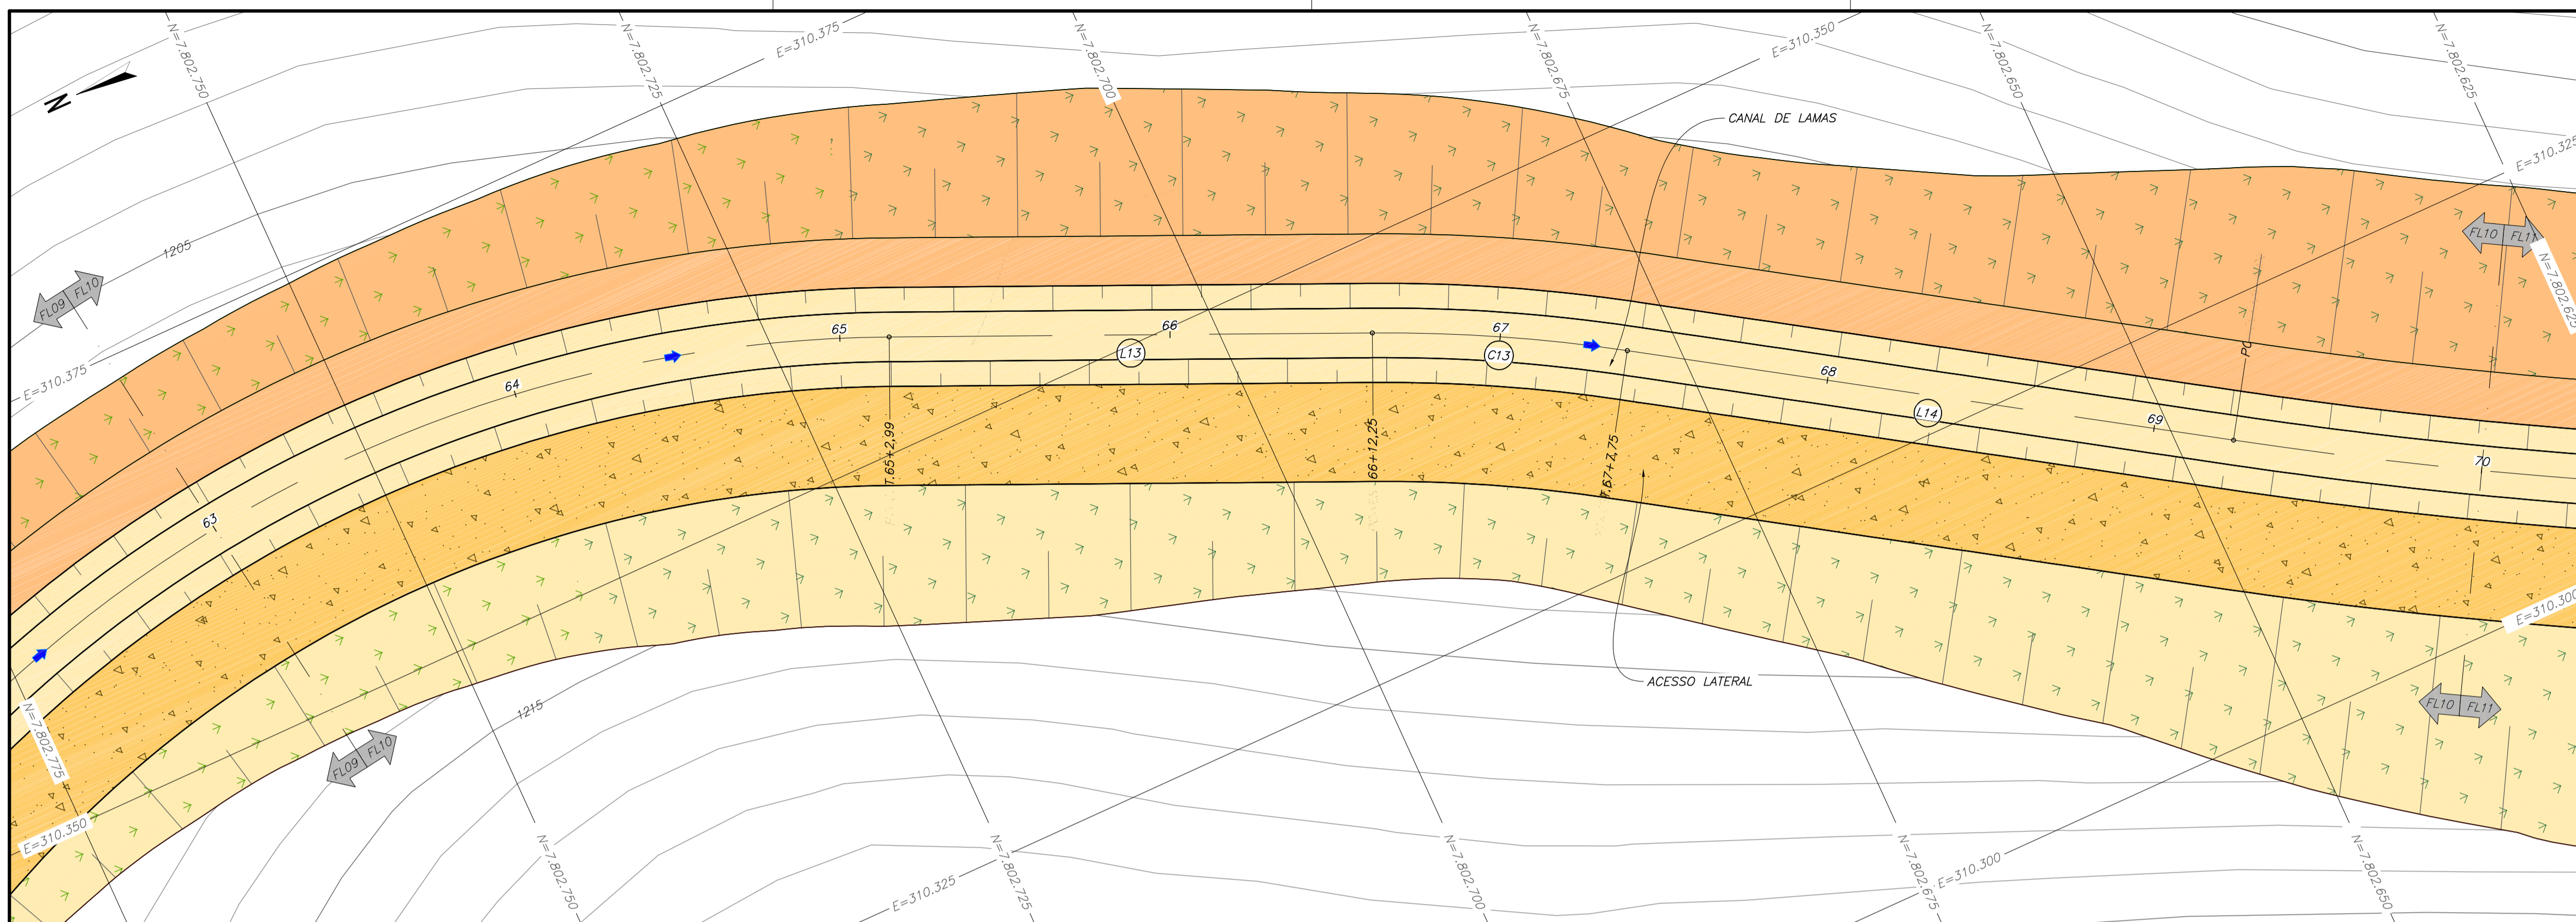 N=7.802.750
N=7.802.725
E=310.375
N=7.802.700
N=7.802.675
E=310.350
N=7.802.650
N=7.802.625
N
CANAL DE LAMAS
E=310.325
1205
FL10 FL11
N=7.802.625
FL09 FL10
E=310.375
65
66
67
L13
C13
PC
64
68
L14
69
T.65+2,99
66+12,25
T.67+7,75
70
63
E=310.300
N=7.802.775
ACESSO LATERAL
1215
FL10 FL11
FL09 FL10
E=310.350
N=7.802.750
N=7.802.725
N=7.802.700
N=7.802.675
N=7.802.650
E=310.325
E=310.300